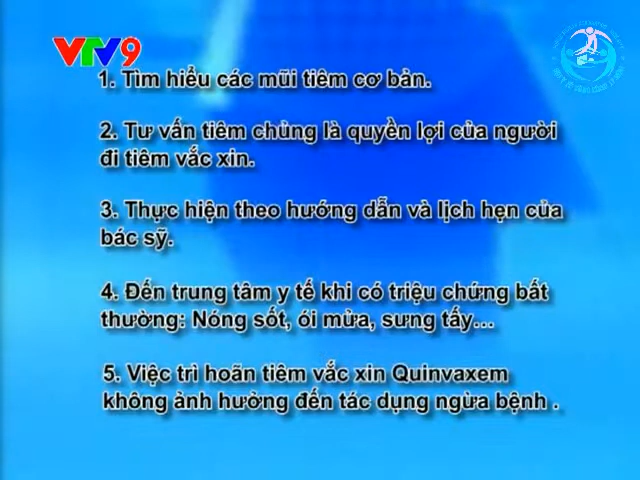 VTV9
1. Tìm hiểu các mũi tiêm cơ bản.
2. Tư vấn tiêm chủng là quyền lợi của người
đi tiêm vắc xin.
3. Thực hiện theo hướng dẫn và lịch hẹn của
bác sỹ.
4. Đến trung tâm y tế khi có triệu chứng bất
thường: Nóng sốt, ói mửa, sưng tấy...
5. Việc trì hoãn tiêm vắc xin Quinvaxem
không ảnh hưởng đến tác dụng ngừa bệnh .